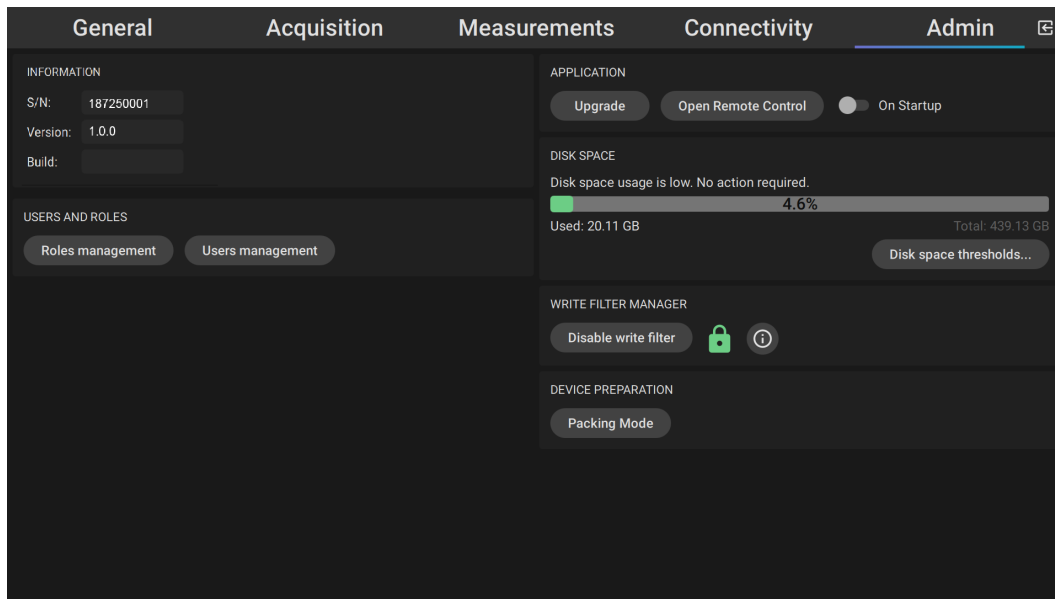 General Acquisition Measurements Connectivity Admin
INFORMATION
S/N: 187250001
Version: 1.0.0
Build:
USERS AND ROLES
Roles management Users management
APPLICATION
Upgrade Open Remote Control On Startup
DISK SPACE
Disk space usage is low. No action required.
4.6%
Used: 20.11 GB Total: 439.13 GB
Disk space thresholds...
WRITE FILTER MANAGER
Disable write filter
DEVICE PREPARATION
Packing Mode